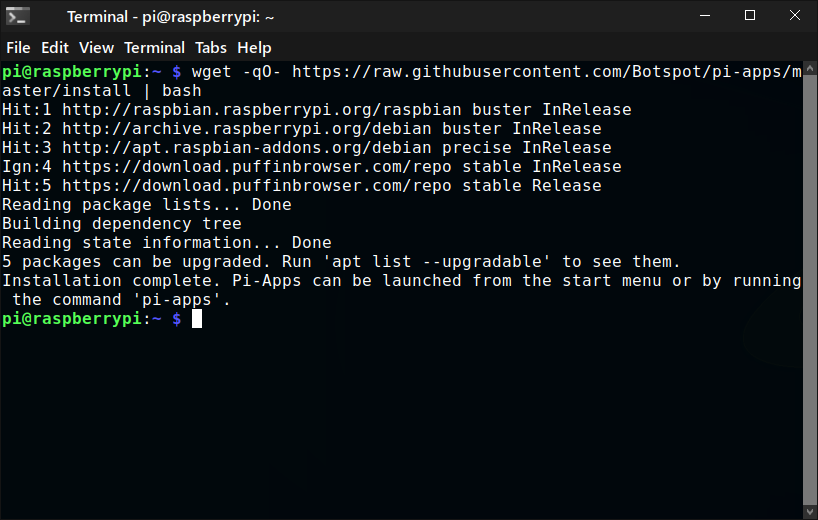 Terminal - pi@raspberrypi: ~
File Edit View Terminal Tabs Help
pi@raspberrypi:~ $ wget -qO- https://raw.githubusercontent.com/Botspot/pi-apps/m
aster/install | bash
Hit:1 http://raspbian.raspberrypi.org/raspbian buster InRelease
Hit:2 http://archive.raspberrypi.org/debian buster InRelease
Hit:3 http://apt.raspbian-addons.org/debian precise InRelease
Ign:4 https://download.puffinbrowser.com/repo stable InRelease
Hit:5 https://download.puffinbrowser.com/repo stable Release
Reading package lists... Done
Building dependency tree
Reading state information... Done
5 packages can be upgraded. Run 'apt list --upgradable' to see them.
Installation complete. Pi-Apps can be launched from the start menu or by running
 the command 'pi-apps'.
pi@raspberrypi:~ $